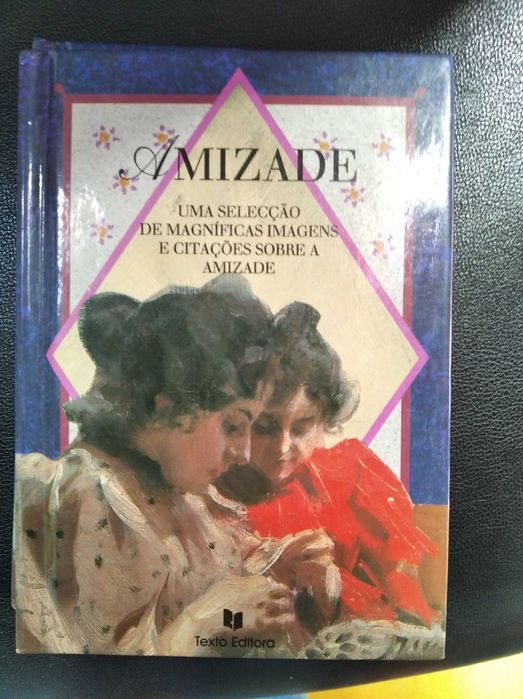 AMIZADE
UMA SELECÇÃO
DE MAGNÍFICAS IMAGENS
E CITAÇÕES SOBRE A
AMIZADE
Texto Editora